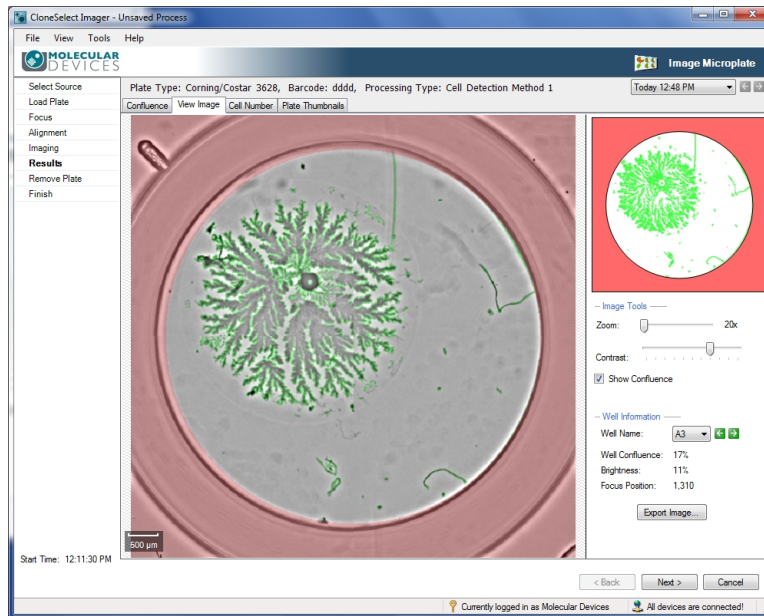 CloneSelect Imager - Unsaved Process
File View Tools Help
MOLECULAR
DEVICES
Image Microplate
Select Source
Load Plate
Focus
Alignment
Imaging
Results
Remove Plate
Finish
Plate Type: Corning/Costar 3628, Barcode: dddd, Processing Type: Cell Detection Method 1
Today 12:48 PM
Confluence View Image Cell Number Plate Thumbnails
500 µm
Image Tools
Zoom: 20x
Contrast:
Show Confluence
Well Information
Well Name: A3
Well Confluence: 17%
Brightness: 11%
Focus Position: 1,310
Export Image...
Start Time: 12:11:30 PM
< Back Next > Cancel
Currently logged in as Molecular Devices All devices are connected!